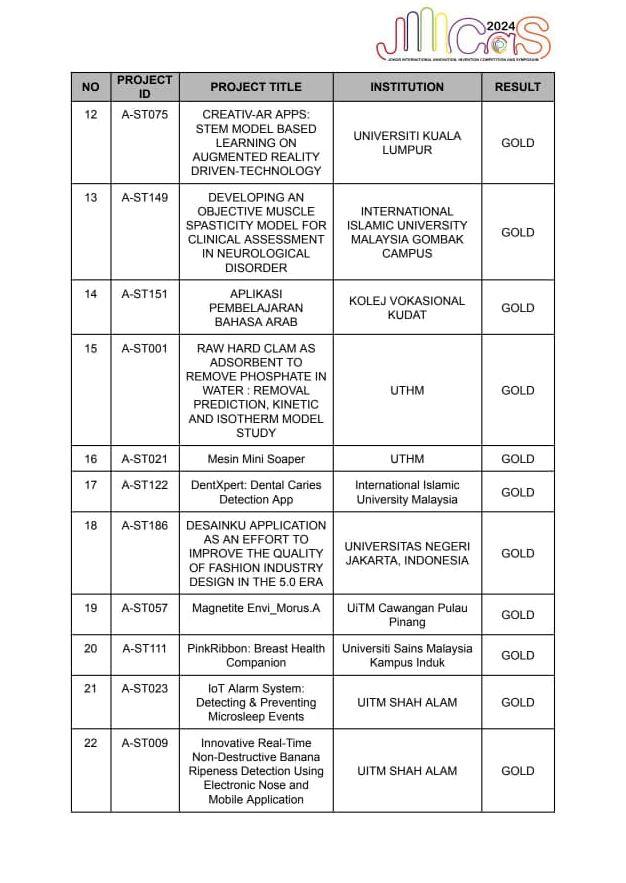 JIIICaS 2024
JOHOR INTERNATIONAL INNOVATION, INVENTION COMPETITION AND SYMPOSIUM
NO PROJECT ID PROJECT TITLE INSTITUTION RESULT
12 A-ST075 CREATIV-AR APPS:
STEM MODEL BASED
LEARNING ON
AUGMENTED REALITY
DRIVEN-TECHNOLOGY
UNIVERSITI KUALA
LUMPUR
GOLD
13 A-ST149 DEVELOPING AN
OBJECTIVE MUSCLE
SPASTICITY MODEL FOR
CLINICAL ASSESSMENT
IN NEUROLOGICAL
DISORDER
INTERNATIONAL
ISLAMIC UNIVERSITY
MALAYSIA GOMBAK
CAMPUS
GOLD
14 A-ST151 APLIKASI
PEMBELAJARAN
BAHASA ARAB
KOLEJ VOKASIONAL
KUDAT
GOLD
15 A-ST001 RAW HARD CLAM AS
ADSORBENT TO
REMOVE PHOSPHATE IN
WATER : REMOVAL
PREDICTION, KINETIC
AND ISOTHERM MODEL
STUDY
UTHM
GOLD
16 A-ST021 Mesin Mini Soaper UTHM GOLD
17 A-ST122 DentXpert: Dental Caries
Detection App
International Islamic
University Malaysia
GOLD
18 A-ST186 DESAINKU APPLICATION
AS AN EFFORT TO
IMPROVE THE QUALITY
OF FASHION INDUSTRY
DESIGN IN THE 5.0 ERA
UNIVERSITAS NEGERI
JAKARTA, INDONESIA
GOLD
19 A-ST057 Magnetite Envi_Morus.A UiTM Cawangan Pulau
Pinang
GOLD
20 A-ST111 PinkRibbon: Breast Health
Companion
Universiti Sains Malaysia
Kampus Induk
GOLD
21 A-ST023 IoT Alarm System:
Detecting & Preventing
Microsleep Events
UITM SHAH ALAM
GOLD
22 A-ST009 Innovative Real-Time
Non-Destructive Banana
Ripeness Detection Using
Electronic Nose and
Mobile Application
UITM SHAH ALAM
GOLD